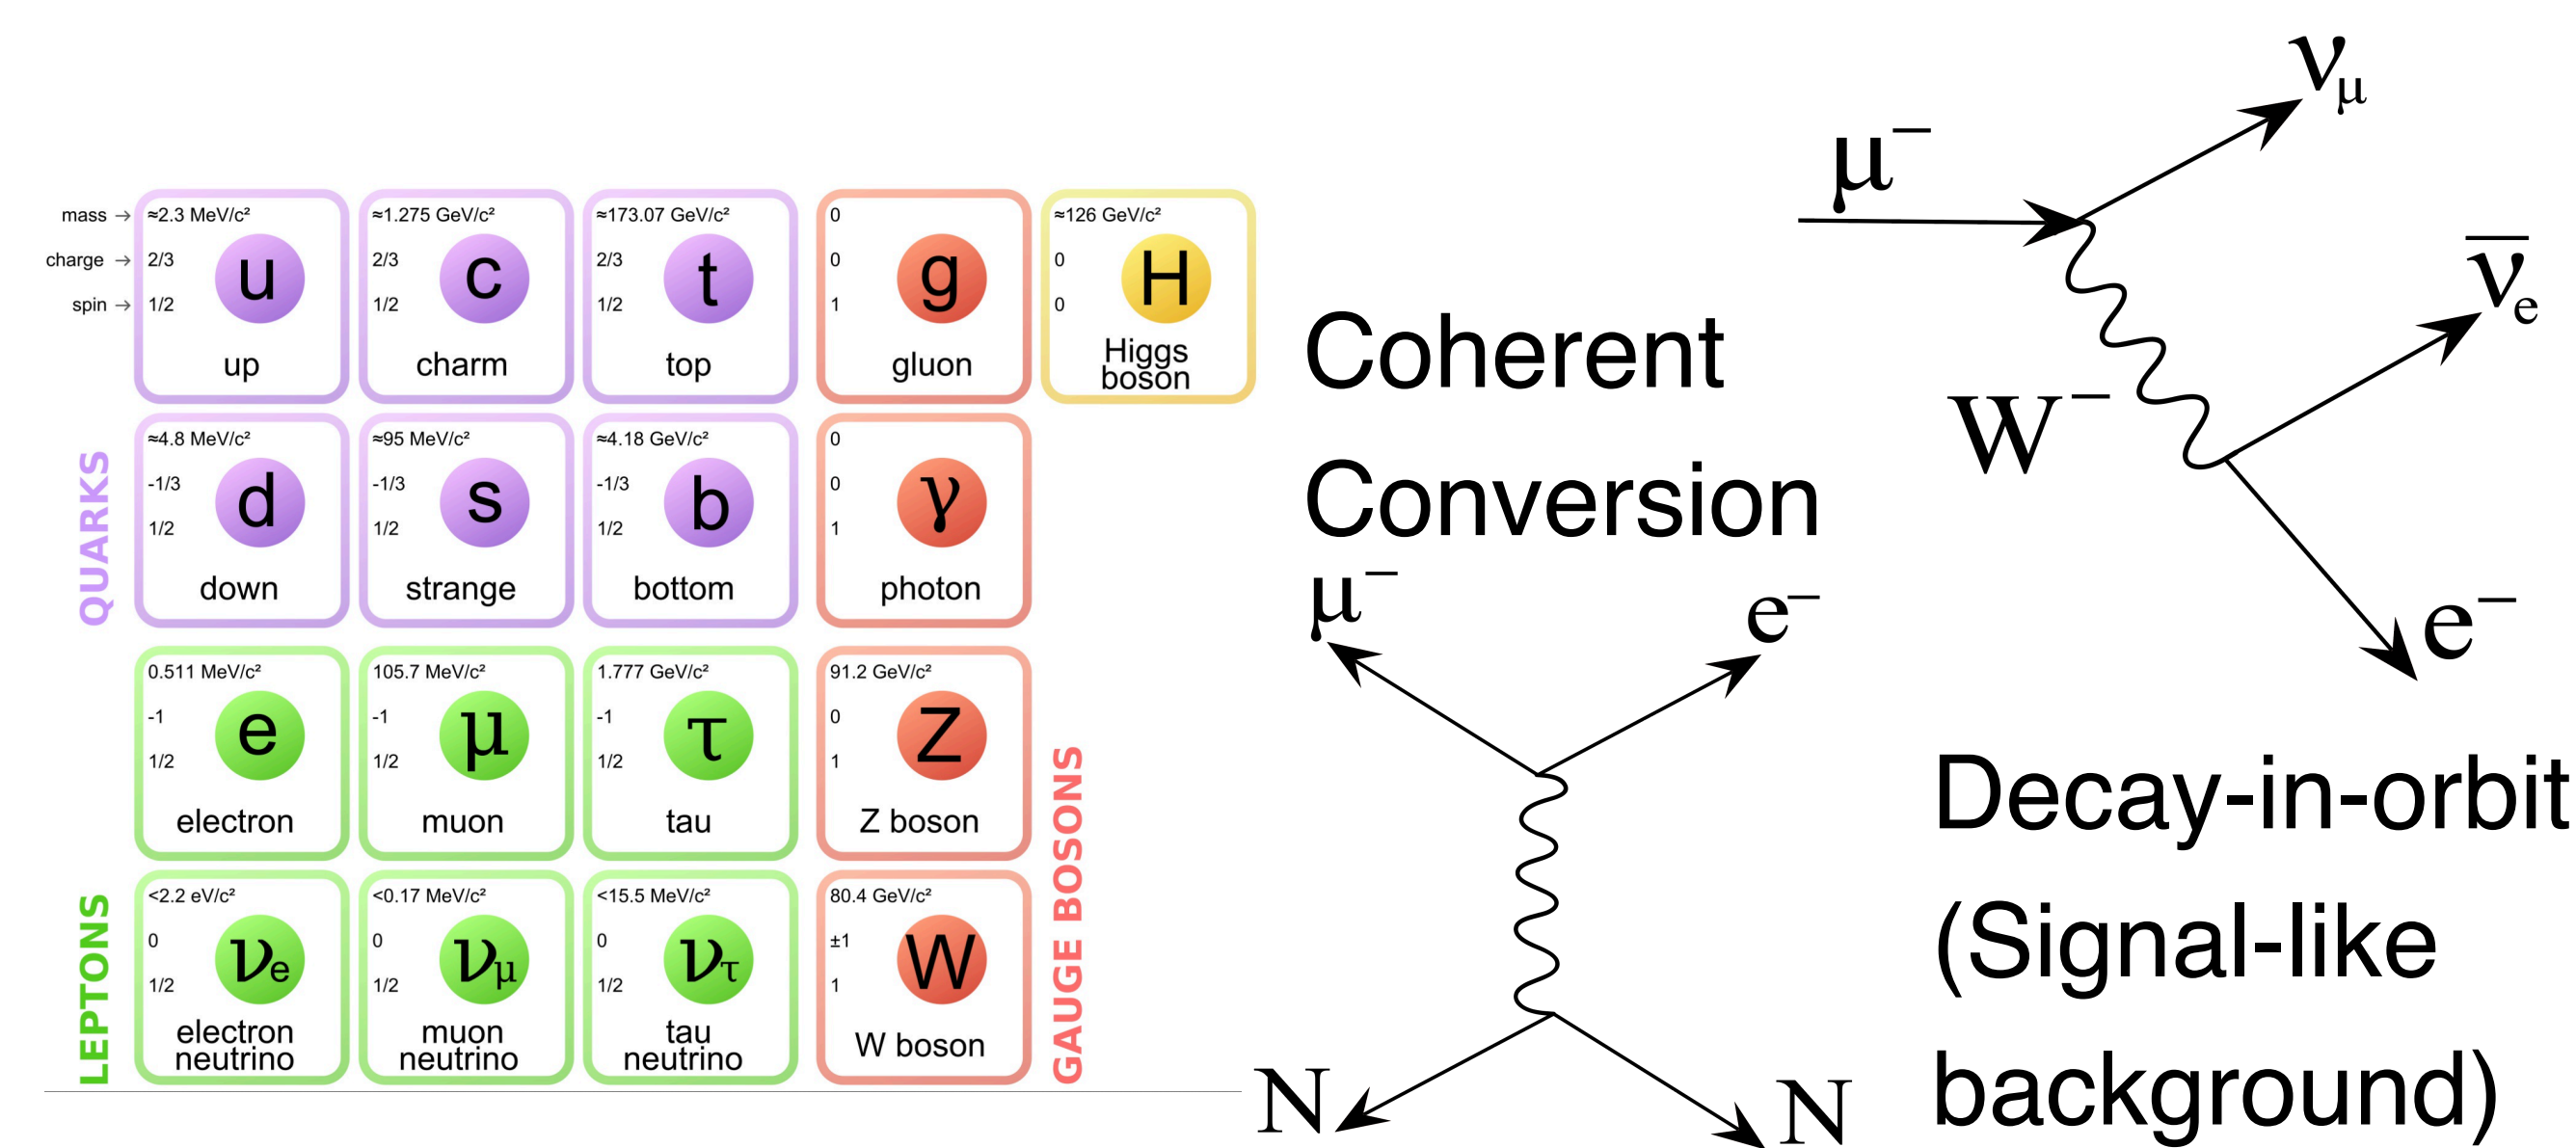 mass →
charge →
spin →
≈2.3 MeV/c²
2/3
1/2
u
up
≈1.275 GeV/c²
2/3
1/2
c
charm
≈173.07 GeV/c²
2/3
1/2
t
top
0
0
1
g
gluon
≈126 GeV/c²
0
0
H
Higgs
boson
QUARKS
≈4.8 MeV/c²
-1/3
1/2
d
down
≈95 MeV/c²
-1/3
1/2
s
strange
≈4.18 GeV/c²
-1/3
1/2
b
bottom
0
0
1
γ
photon
LEPTONS
0.511 MeV/c²
-1
1/2
e
electron
105.7 MeV/c²
-1
1/2
μ
muon
1.777 GeV/c²
-1
1/2
τ
tau
91.2 GeV/c²
0
1
Z
Z boson
GAUGE BOSONS
<2.2 eV/c²
0
1/2
νe
electron
neutrino
<0.17 MeV/c²
0
1/2
νμ
muon
neutrino
<15.5 MeV/c²
0
1/2
ντ
tau
neutrino
80.4 GeV/c²
±1
1
W
W boson
Coherent
Conversion
μ⁻
e⁻
N
N
μ⁻
νμ
W⁻
ν̅e
e⁻
Decay-in-orbit
(Signal-like
background)